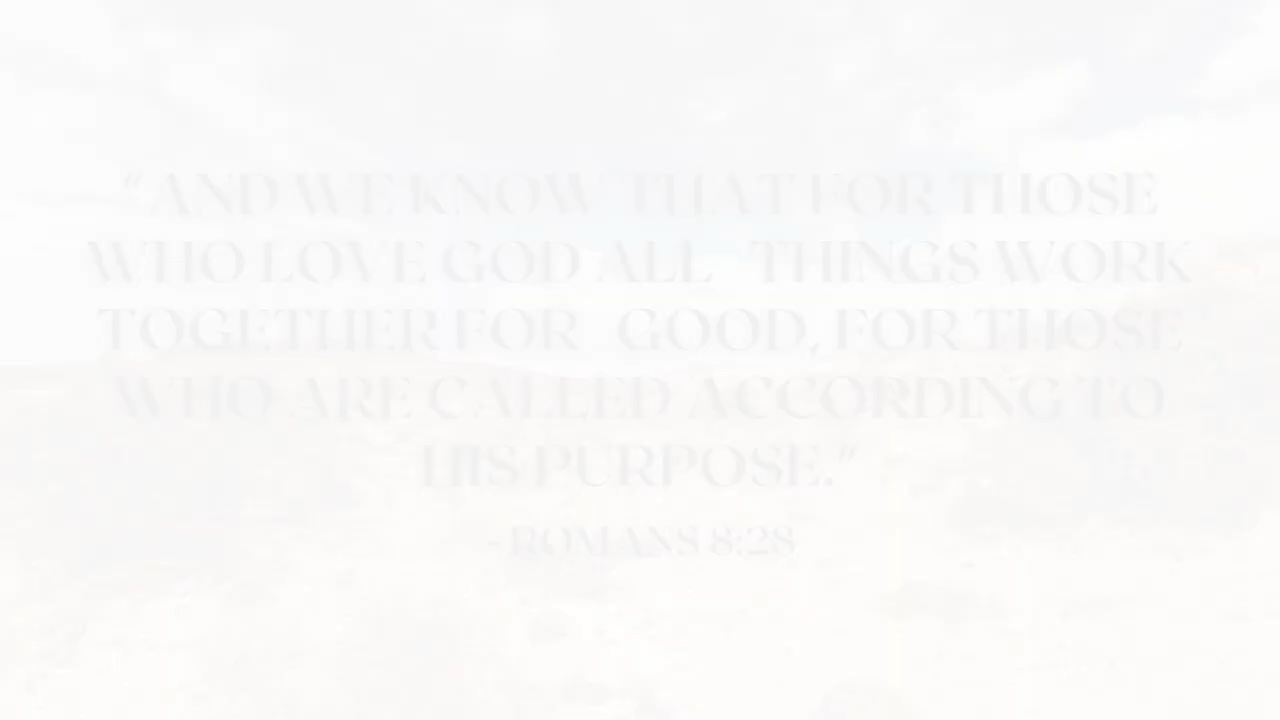 "AND WE KNOW THAT FOR THOSE
WHO LOVE GOD ALL THINGS WORK
TOGETHER FOR GOOD, FOR THOSE
WHO ARE CALLED ACCORDING TO
HIS PURPOSE."
- ROMANS 8:28